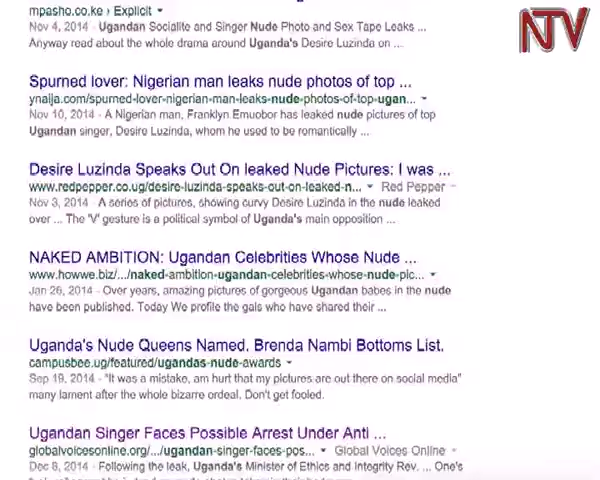 mpasho.co.ke › Explicit
Nov 4, 2014 - Ugandan Socialite and Singer Nude Photo and Sex Tape Leaks ...
Anyway read about the whole drama around Uganda's Desire Luzinda on ...
NTV
Spurned lover: Nigerian man leaks nude photos of top ...
ynaija.com/spurned-lover-nigerian-man-leaks-nude-photos-of-top-ugan...
Nov 10, 2014 - A Nigerian man, Franklyn Emuobor has leaked nude pictures of top
Ugandan singer, Desire Luzinda, whom he used to be romantically ...
Desire Luzinda Speaks Out On leaked Nude Pictures: I was ...
www.redpepper.co.ug/desire-luzinda-speaks-out-on-leaked-n... Red Pepper
Nov 3, 2014 - A series of pictures, showing curvy Desire Luzinda in the nude leaked
over ... The 'V' gesture is a political symbol of Uganda's main opposition ...
NAKED AMBITION: Ugandan Celebrities Whose Nude ...
www.howwe.biz/.../naked-ambition-ugandan-celebrities-whose-nude-pic...
Jan 26, 2014 - Over years, amazing pictures of gorgeous Ugandan babes in the nude
have been published. Today We profile the gals who have shared their ...
Uganda's Nude Queens Named. Brenda Nambi Bottoms List.
campusbee.ug/featured/ugandas-nude-awards
Sep 19, 2014 - "It was a mistake, am hurt that my pictures are out there on social media"
many lament after the whole bizarre ordeal. Don't get fooled.
Ugandan Singer Faces Possible Arrest Under Anti ...
globalvoicesonline.org/.../ugandan-singer-faces-pos... Global Voices Online
Dec 8, 2014 - Following the leak, Uganda's Minister of Ethics and Integrity Rev. ... One's